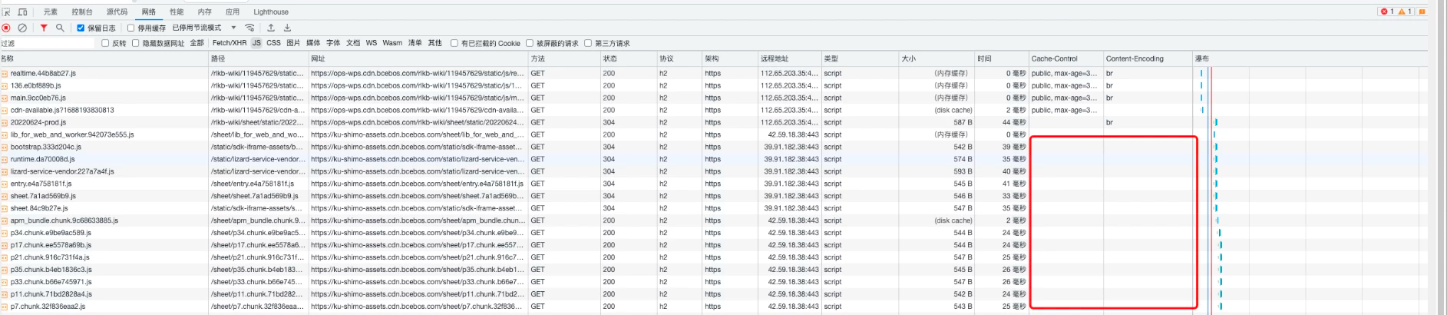 元素 控制台 源代码 网络 性能 内存 应用 Lighthouse 1 1
保留日志 停用缓存 已停用节流模式
过滤 反转 隐藏数据网址 全部 Fetch/XHR JS CSS 图片 媒体 字体 文档 WS Wasm 清单 其他 有已拦截的 Cookie 被屏蔽的请求 第三方请求
名称 路径 网址 方法 状态 协议 架构 远程地址 类型 大小 时间 Cache-Control Content-Encoding 瀑布
realtime.44b8ab27.js /rkb-wiki/119457629/static... https://ops-wps.cdn.bcebos.com/rkb-wiki/119457629/static/js/re... GET 200 h2 https 112.65.203.35:4... script (内存缓存) 0 毫秒 public, max-age=3... br
136.e0bf889b.js /rkb-wiki/119457629/static... https://ops-wps.cdn.bcebos.com/rkb-wiki/119457629/static/js/1... GET 200 h2 https 112.65.203.35:4... script (内存缓存) 0 毫秒 public, max-age=3... br
main.9cc0eb76.js /rkb-wiki/119457629/static... https://ops-wps.cdn.bcebos.com/rkb-wiki/119457629/static/js/m... GET 200 h2 https 112.65.203.35:4... script (内存缓存) 0 毫秒 public, max-age=3... br
cdn-available.js?1688193830813 /rkb-wiki/119457629/cdn-a... https://ops-wps.cdn.bcebos.com/rkb-wiki/119457629/cdn-availa... GET 200 h2 https 112.65.203.35:4... script (disk cache) 2 毫秒 public, max-age=3...
20220624-prod.js /rkb-wiki/sheet/static/2022... https://ops-wps.cdn.bcebos.com/rkb-wiki/sheet/static/20220624... GET 304 h2 https 112.65.203.35:4... script 587 B 44 毫秒 br
lib_for_web_and_worker.942073e555.js /sheet/lib_for_web_and_wo... https://ku-shimo-assets.cdn.bcebos.com/sheet/lib_for_web_and_... GET 200 h2 https 42.59.18.38:443 script (内存缓存) 0 毫秒
bootstrap.333d204c.js /static/sdk-iframe-assets/b... https://ku-shimo-assets.cdn.bcebos.com/static/sdk-iframe-asset... GET 304 h2 https 39.91.182.38:443 script 542 B 39 毫秒
runtime.da70008d.js /static/lizard-service-vendor... https://ku-shimo-assets.cdn.bcebos.com/static/lizard-service-ven... GET 304 h2 https 39.91.182.38:443 script 574 B 35 毫秒
lizard-service-vendor.227a7a4f.js /static/lizard-service-vendor... https://ku-shimo-assets.cdn.bcebos.com/static/lizard-service-ven... GET 304 h2 https 39.91.182.38:443 script 593 B 40 毫秒
entry.e4a758181f.js /sheet/entry.e4a758181f.js https://ku-shimo-assets.cdn.bcebos.com/sheet/entry.e4a758181f.js GET 304 h2 https 39.91.182.38:443 script 545 B 41 毫秒
sheet.7a1ad569b9.js /sheet/sheet.7a1ad569b9.js https://ku-shimo-assets.cdn.bcebos.com/sheet/sheet.7a1ad569b... GET 304 h2 https 39.91.182.38:443 script 546 B 33 毫秒
sheet.84c9b27e.js /static/sdk-iframe-assets/s... https://ku-shimo-assets.cdn.bcebos.com/static/sdk-iframe-asset... GET 304 h2 https 39.91.182.38:443 script 547 B 35 毫秒
apm_bundle.chunk.9c68633885.js /sheet/apm_bundle.chunk.9... https://ku-shimo-assets.cdn.bcebos.com/sheet/apm_bundle.chun... GET 200 h2 https 42.59.18.38:443 script (disk cache) 2 毫秒
p34.chunk.e9be9ac589.js /sheet/p34.chunk.e9be9ac5... https://ku-shimo-assets.cdn.bcebos.com/sheet/p34.chunk.e9be9... GET 304 h2 https 42.59.18.38:443 script 544 B 24 毫秒
p17.chunk.ee5578a69b.js /sheet/p17.chunk.ee5578a6... https://ku-shimo-assets.cdn.bcebos.com/sheet/p17.chunk.ee557... GET 304 h2 https 42.59.18.38:443 script 544 B 24 毫秒
p21.chunk.916c731f4a.js /sheet/p21.chunk.916c731f... https://ku-shimo-assets.cdn.bcebos.com/sheet/p21.chunk.916c7... GET 304 h2 https 42.59.18.38:443 script 547 B 25 毫秒
p35.chunk.b4eb1836c3.js /sheet/p35.chunk.b4eb183... https://ku-shimo-assets.cdn.bcebos.com/sheet/p35.chunk.b4eb1... GET 304 h2 https 42.59.18.38:443 script 545 B 26 毫秒
p33.chunk.b66e745971.js /sheet/p33.chunk.b66e745... https://ku-shimo-assets.cdn.bcebos.com/sheet/p33.chunk.b66e7... GET 304 h2 https 42.59.18.38:443 script 547 B 26 毫秒
p11.chunk.71bd2828a4.js /sheet/p11.chunk.71bd282... https://ku-shimo-assets.cdn.bcebos.com/sheet/p11.chunk.71bd2... GET 304 h2 https 42.59.18.38:443 script 542 B 24 毫秒
p7.chunk.32f836eaa2.js /sheet/p7.chunk.32f836eaa... https://ku-shimo-assets.cdn.bcebos.com/sheet/p7.chunk.32f836... GET 304 h2 https 42.59.18.38:443 script 543 B 25 毫秒